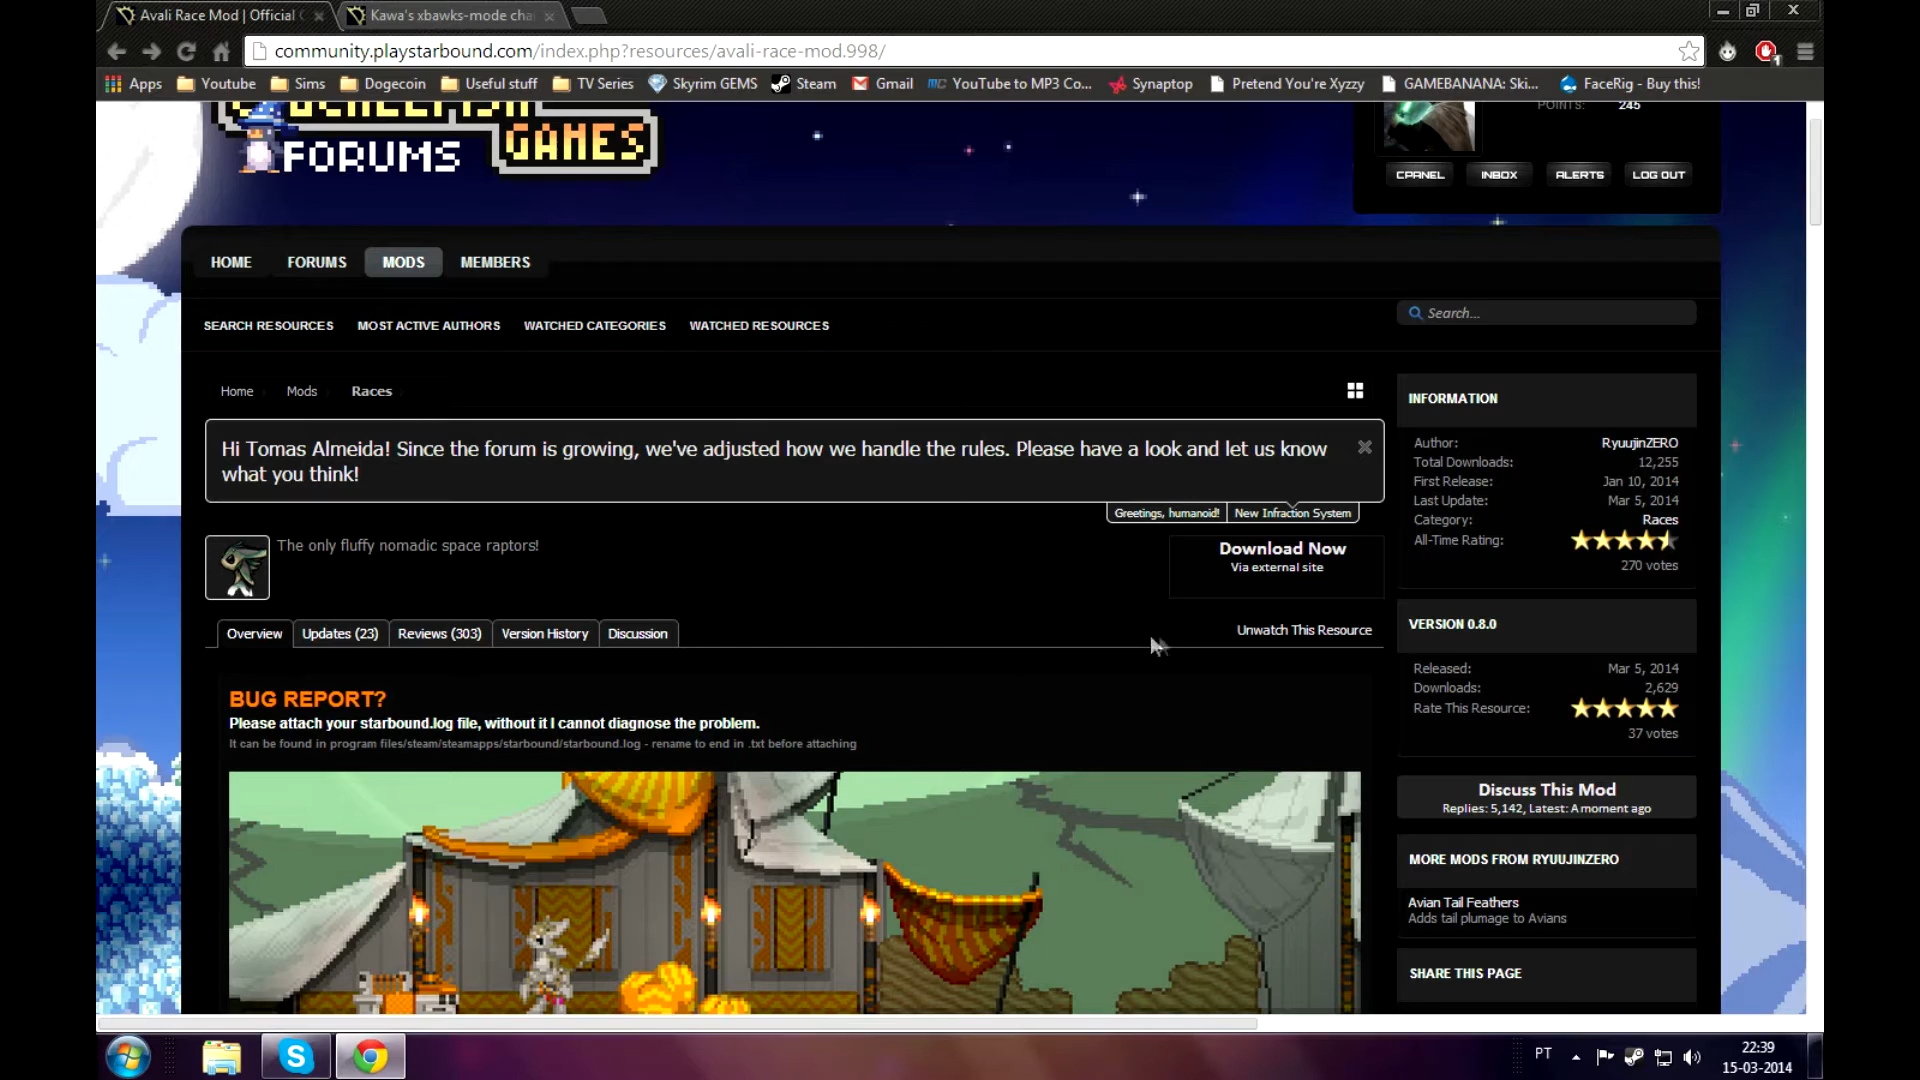 Avali Race Mod | Official
Kawa's xbawks-mode cha
community.playstarbound.com/index.php?resources/avali-race-mod.998/
Apps Youtube Sims Dogecoin Useful stuff TV Series Skyrim GEMS Steam Gmail YouTube to MP3 Co... Synaptop Pretend You're Xyzzy GAMEBANANA: Ski... FaceRig - Buy this!
GAMES
FORUMS
POINTS: 245
CPANEL INBOX ALERTS LOG OUT
HOME FORUMS MODS MEMBERS
SEARCH RESOURCES MOST ACTIVE AUTHORS WATCHED CATEGORIES WATCHED RESOURCES
Search...
Home Mods Races
Hi Tomas Almeida! Since the forum is growing, we've adjusted how we handle the rules. Please have a look and let us know
what you think!
Greetings, humanoid! New Infraction System
The only fluffy nomadic space raptors!
Download Now
Via external site
Overview Updates (23) Reviews (303) Version History Discussion
Unwatch This Resource
BUG REPORT?
Please attach your starbound.log file, without it I cannot diagnose the problem.
It can be found in program files/steam/steamapps/starbound/starbound.log - rename to end in .txt before attaching
INFORMATION
Author: RyuujinZERO
Total Downloads: 12,255
First Release: Jan 10, 2014
Last Update: Mar 5, 2014
Category: Races
All-Time Rating:
270 votes
VERSION 0.8.0
Released: Mar 5, 2014
Downloads: 2,629
Rate This Resource:
37 votes
Discuss This Mod
Replies: 5,142, Latest: A moment ago
MORE MODS FROM RYUUJINZERO
Avian Tail Feathers
Adds tail plumage to Avians
SHARE THIS PAGE
PT
22:39
15-03-2014